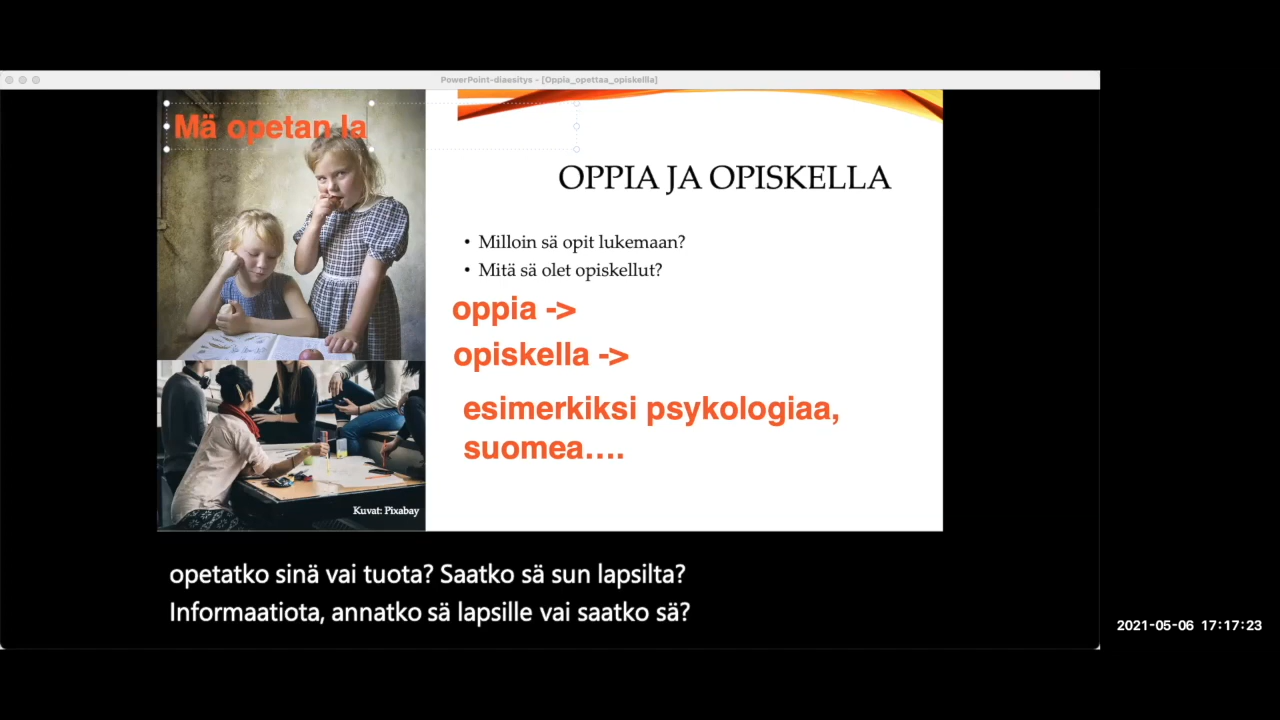 PowerPoint-diaesitys - [Oppia_opettaa_opiskella]
Mä opetan la
OPPIA JA OPISKELLA
• Milloin sä opit lukemaan?
• Mitä sä olet opiskellut?
oppia ->
opiskella ->
esimerkiksi psykologiaa,
suomea....
Kuvat: Pixabay
opetatko sinä vai tuota? Saatko sä sun lapsilta?
Informaatiota, annatko sä lapsille vai saatko sä?
2021-05-06 17:17:23